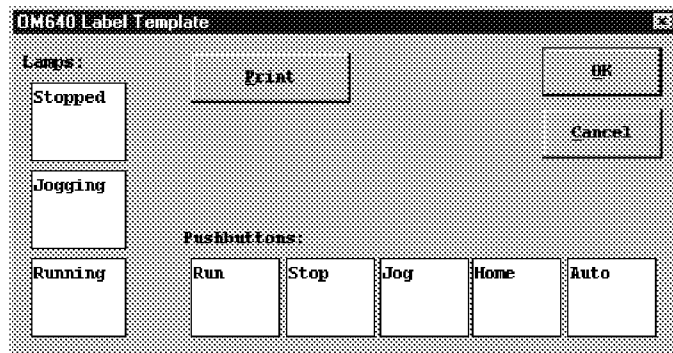 OM640 Label Template
Lamps:
Print
OK
Stopped
Cancel
Jogging
Pushbuttons:
Running
Run
Stop
Jog
Home
Auto